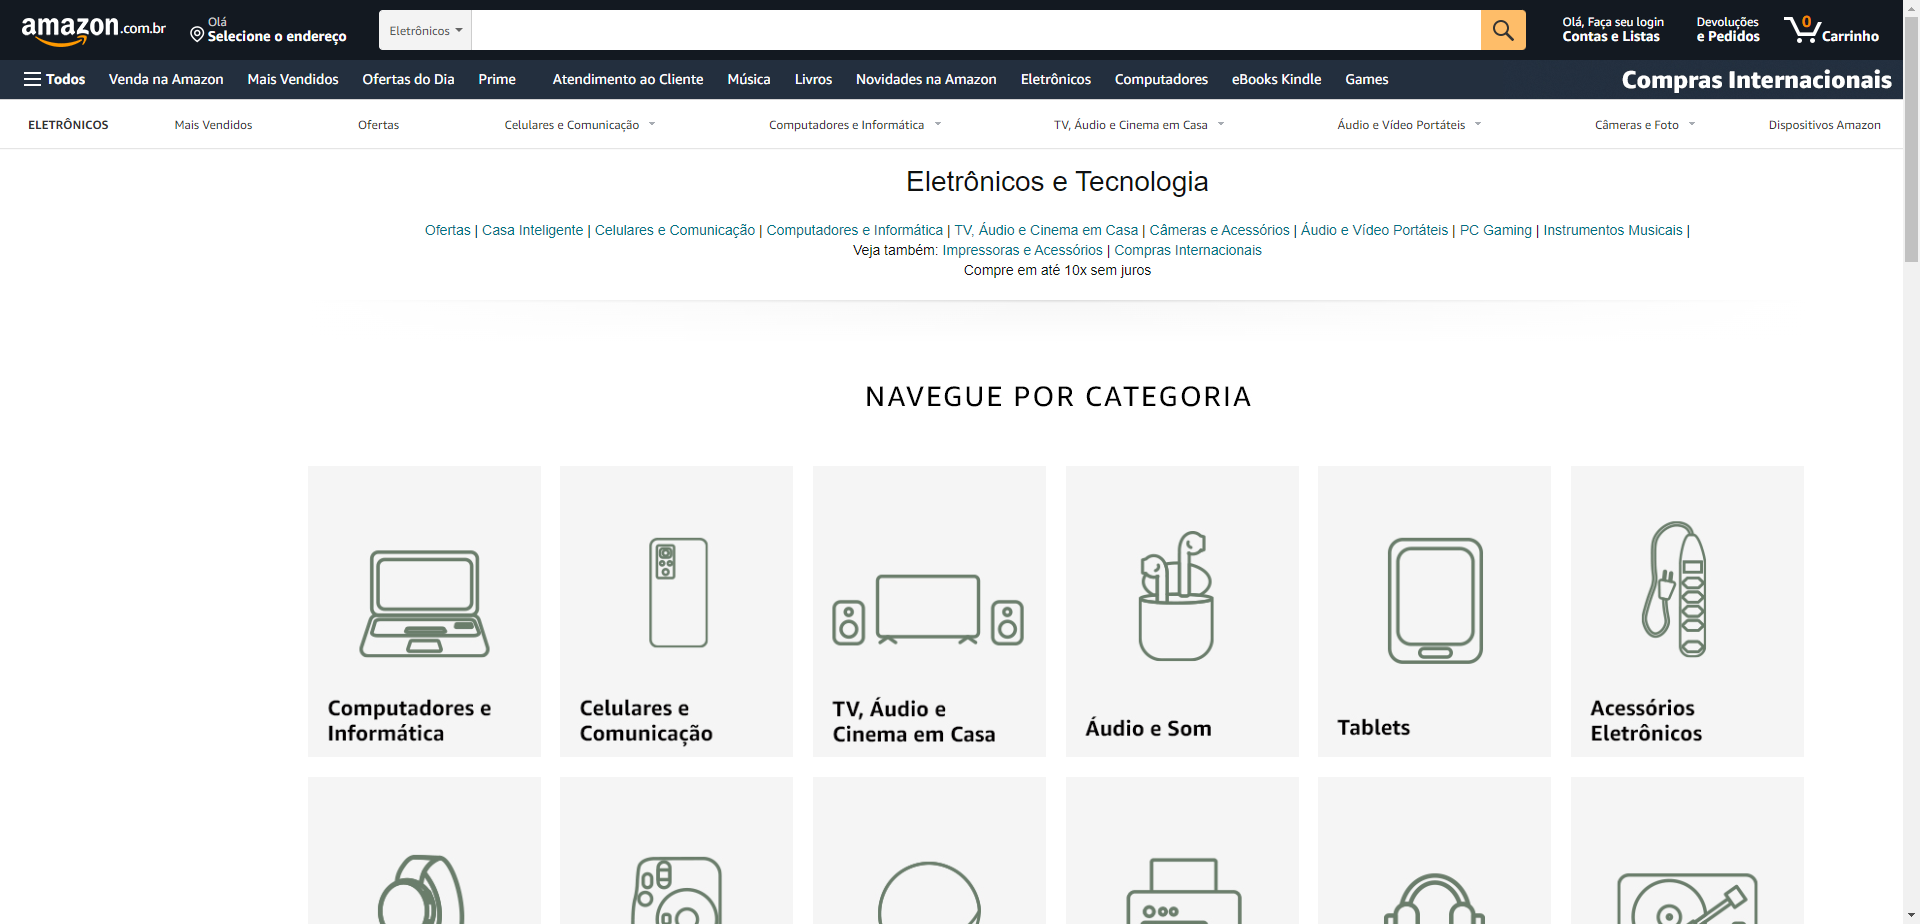 amazon.com.br
Olá
Selecione o endereço
Eletrônicos
Olá, Faça seu login
Contas e Listas
Devoluções
e Pedidos
0
Carrinho
Todos Venda na Amazon Mais Vendidos Ofertas do Dia Prime Atendimento ao Cliente Música Livros Novidades na Amazon Eletrônicos Computadores eBooks Kindle Games Compras Internacionais
ELETRÔNICOS Mais Vendidos Ofertas Celulares e Comunicação Computadores e Informática TV, Áudio e Cinema em Casa Áudio e Vídeo Portáteis Câmeras e Foto Dispositivos Amazon
Eletrônicos e Tecnologia
Ofertas | Casa Inteligente | Celulares e Comunicação | Computadores e Informática | TV, Áudio e Cinema em Casa | Câmeras e Acessórios | Áudio e Vídeo Portáteis | PC Gaming | Instrumentos Musicais |
Veja também: Impressoras e Acessórios | Compras Internacionais
Compre em até 10x sem juros
NAVEGUE POR CATEGORIA
Computadores e
Informática
Celulares e
Comunicação
TV, Áudio e
Cinema em Casa
Áudio e Som
Tablets
Acessórios
Eletrônicos